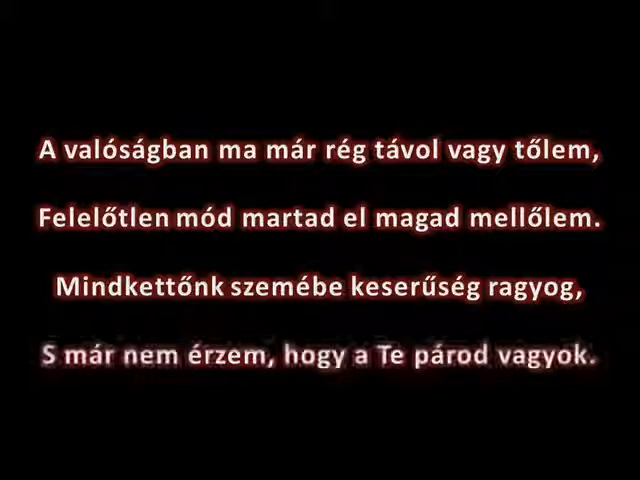 A valóságban ma már rég távol vagy tőlem,
Felelőtlen mód martad el magad mellőlem.
Mindkettőnk szemébe keserűség ragyog,
S már nem érzem, hogy a Te párod vagyok.